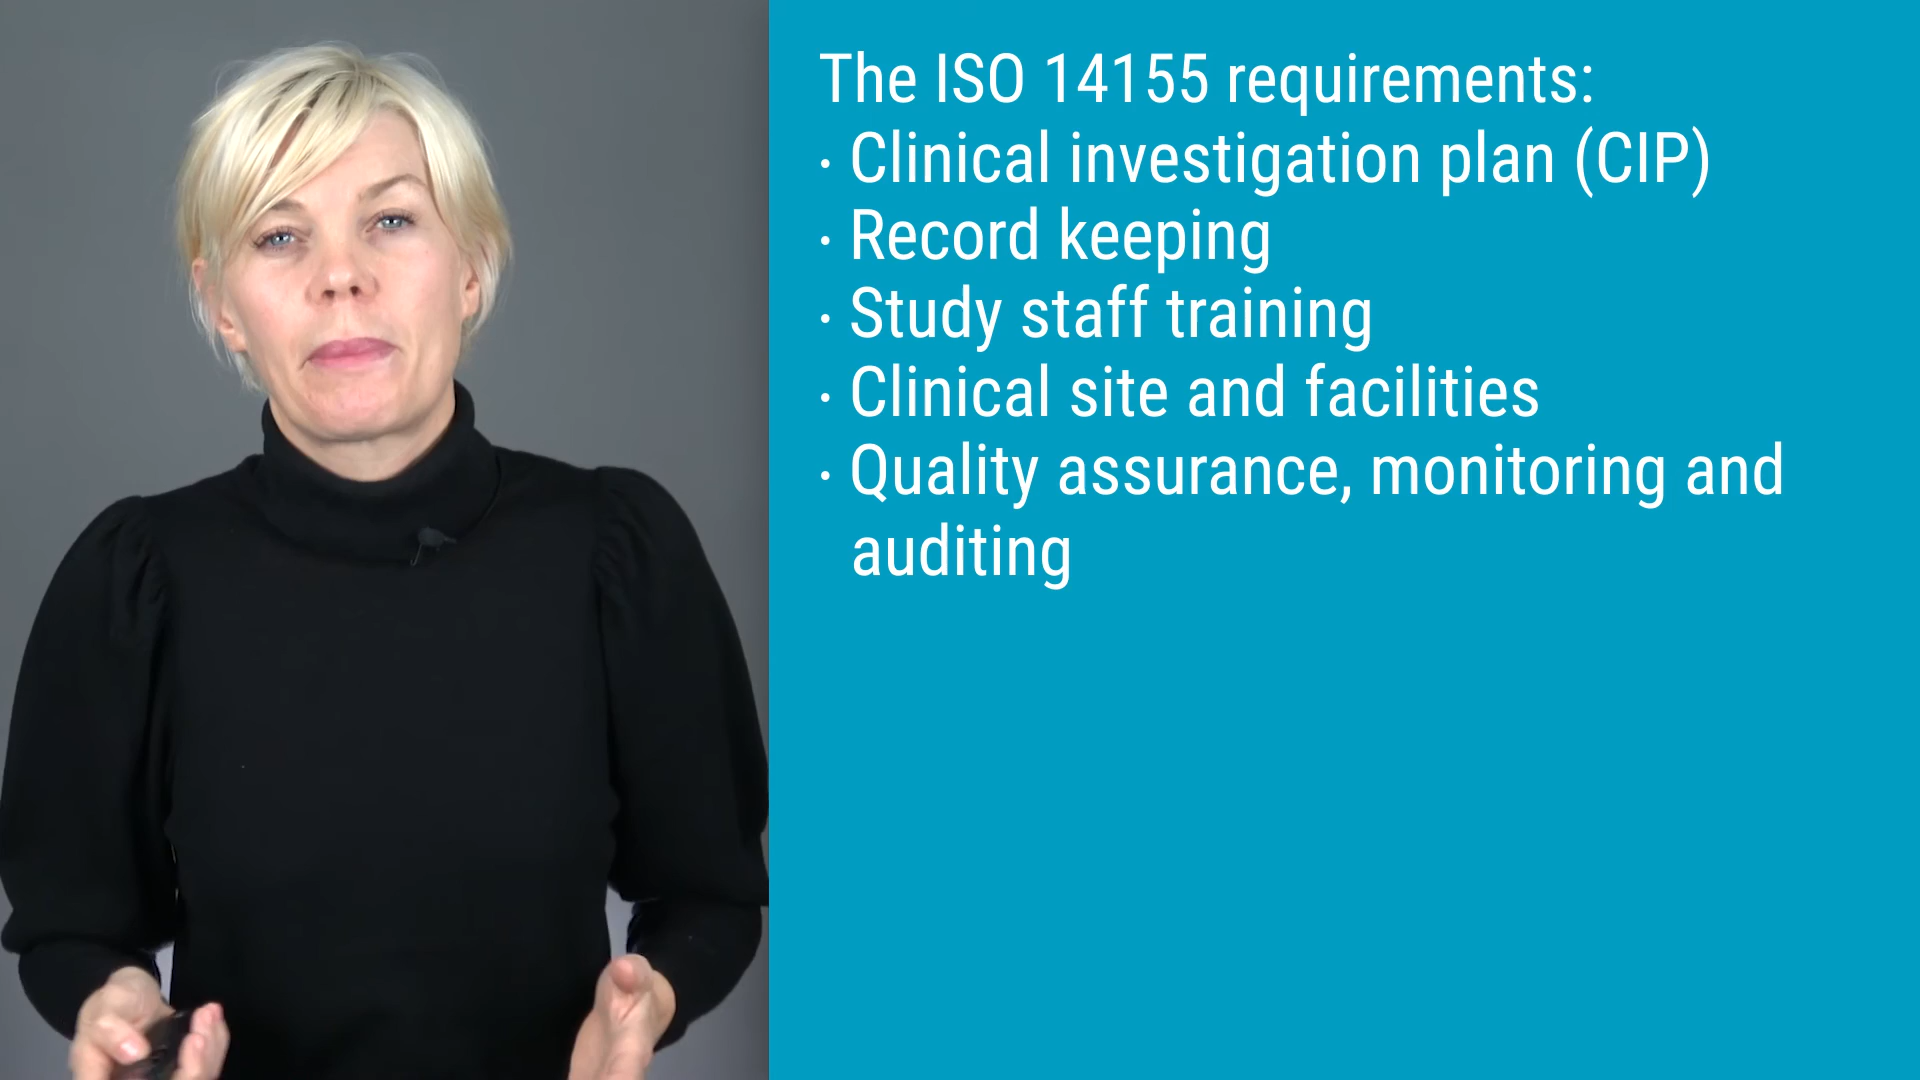 The ISO 14155 requirements:
· Clinical investigation plan (CIP)
· Record keeping
· Study staff training
· Clinical site and facilities
· Quality assurance, monitoring and
auditing